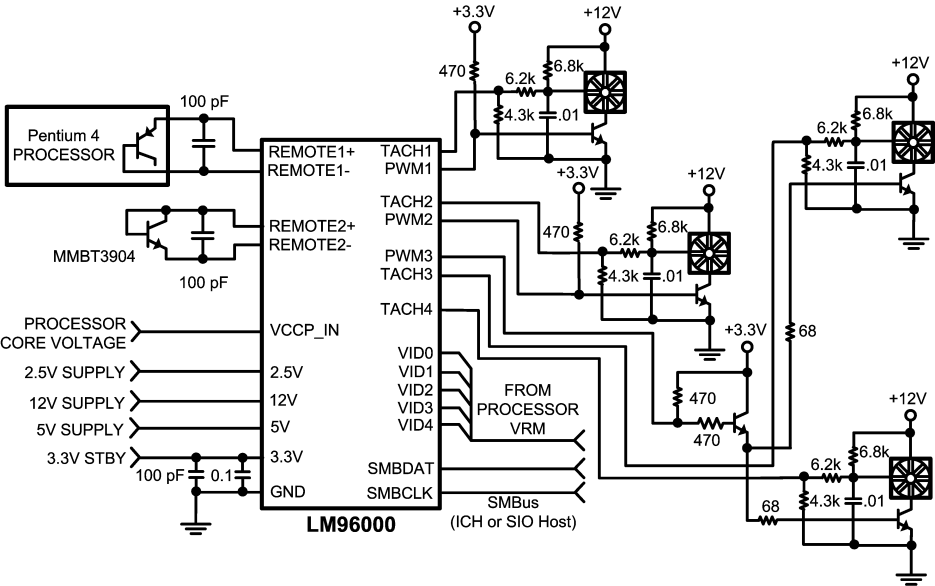 +3.3V
+12V
470
6.2k
6.8k
4.3k
.01
+12V
6.2k
6.8k
4.3k
.01
100 pF
Pentium 4
PROCESSOR
REMOTE1+
REMOTE1-
TACH1
PWM1
+3.3V
+12V
470
6.2k
6.8k
4.3k
.01
MMBT3904
100 pF
REMOTE2+
REMOTE2-
TACH2
PWM2
PWM3
TACH3
TACH4
PROCESSOR
CORE VOLTAGE
VCCP_IN
2.5V SUPPLY
2.5V
12V SUPPLY
12V
5V SUPPLY
5V
3.3V STBY
3.3V
100 pF
0.1
GND
VID0
VID1
VID2
VID3
VID4
FROM
PROCESSOR
VRM
SMBDAT
SMBCLK
SMBus
(ICH or SIO Host)
LM96000
+3.3V
470
470
68
68
+12V
6.2k
6.8k
4.3k
.01